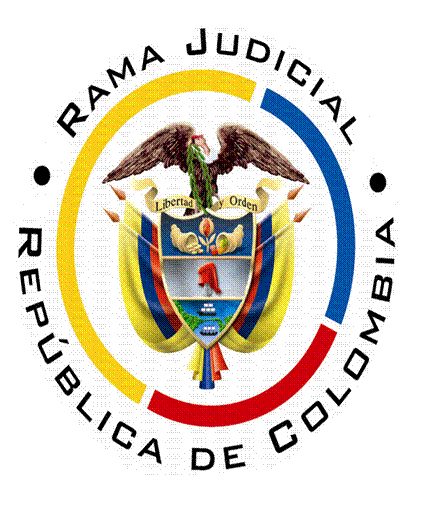 RAMA JUDICIAL
Libertad y Orden
REPÚBLICA DE COLOMBIA